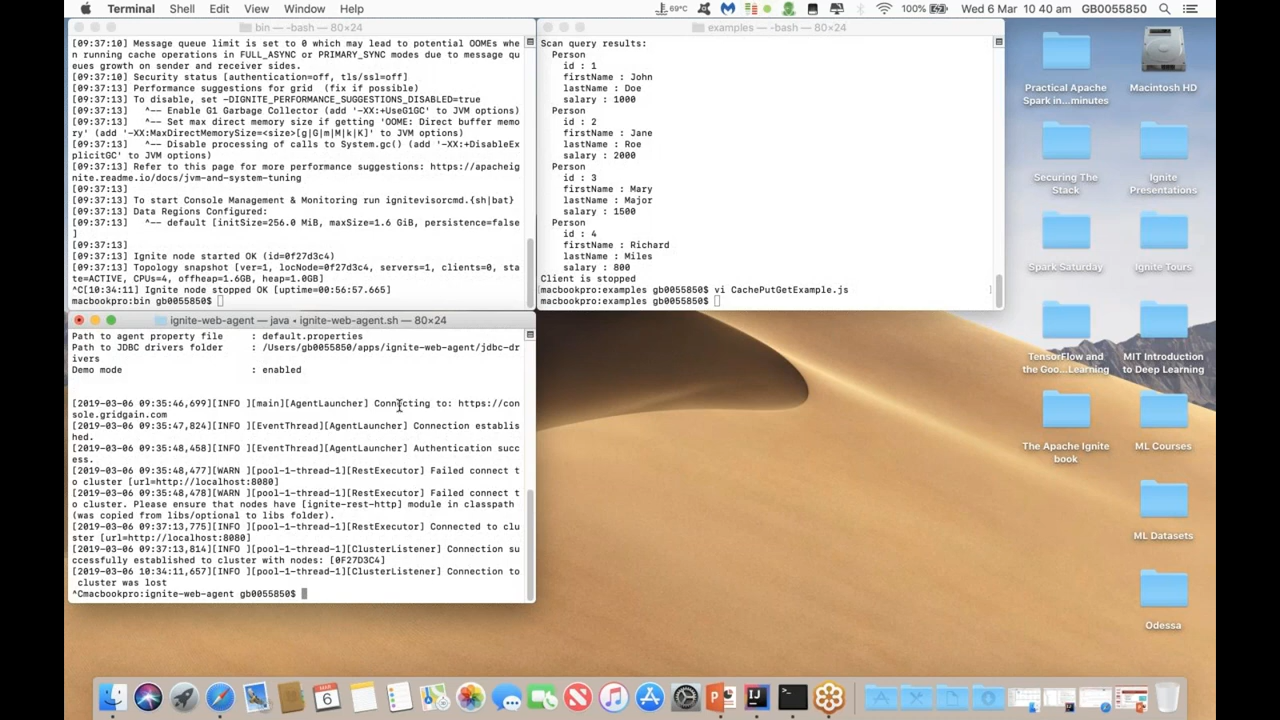 Terminal Shell Edit View Window Help 69°C 100% Wed 6 Mar 10 40 am GB0055850
bin — -bash — 80×24
[09:37:10] Message queue limit is set to 0 which may lead to potential OOMEs whe
n running cache operations in FULL_ASYNC or PRIMARY_SYNC modes due to message qu
eues growth on sender and receiver sides.
[09:37:10] Security status [authentication=off, tls/ssl=off]
[09:37:13] Performance suggestions for grid  (fix if possible)
[09:37:13] To disable, set -DIGNITE_PERFORMANCE_SUGGESTIONS_DISABLED=true
[09:37:13]   ^-- Enable G1 Garbage Collector (add '-XX:+UseG1GC' to JVM options)
[09:37:13]   ^-- Set max direct memory size if getting 'OOME: Direct buffer memo
ry' (add '-XX:MaxDirectMemorySize=<size>[g|G|m|M|k|K]' to JVM options)
[09:37:13]   ^-- Disable processing of calls to System.gc() (add '-XX:+DisableEx
plicitGC' to JVM options)
[09:37:13] Refer to this page for more performance suggestions: https://apacheig
nite.readme.io/docs/jvm-and-system-tuning
[09:37:13]
[09:37:13] To start Console Management & Monitoring run ignitevisorcmd.{sh|bat}
[09:37:13] Data Regions Configured:
[09:37:13]   ^-- default [initSize=256.0 MiB, maxSize=1.6 GiB, persistence=false
]
[09:37:13]
[09:37:13] Ignite node started OK (id=0f27d3c4)
[09:37:13] Topology snapshot [ver=1, locNode=0f27d3c4, servers=1, clients=0, sta
te=ACTIVE, CPUs=4, offheap=1.6GB, heap=1.0GB]
^C[10:34:11] Ignite node stopped OK [uptime=00:56:57.665]
macbookpro:bin gb0055850$
examples — -bash — 80×24
Scan query results:
Person
id : 1
firstName : John
lastName : Doe
salary : 1000
Person
id : 2
firstName : Jane
lastName : Roe
salary : 2000
Person
id : 3
firstName : Mary
lastName : Major
salary : 1500
Person
id : 4
firstName : Richard
lastName : Miles
salary : 800
Client is stopped
macbookpro:examples gb0055850$ vi CachePutGetExample.js
macbookpro:examples gb0055850$
ignite-web-agent — java • ignite-web-agent.sh — 80×24
Path to agent property file     : default.properties
Path to JDBC drivers folder     : /Users/gb0055850/apps/ignite-web-agent/jdbc-dr
ivers
Demo mode                       : enabled
[2019-03-06 09:35:46,699][INFO ][main][AgentLauncher] Connecting to: https://con
sole.gridgain.com
[2019-03-06 09:35:47,824][INFO ][EventThread][AgentLauncher] Connection establis
hed.
[2019-03-06 09:35:48,458][INFO ][EventThread][AgentLauncher] Authentication succ
ess.
[2019-03-06 09:35:48,477][WARN ][pool-1-thread-1][RestExecutor] Failed connect t
o cluster [url=http://localhost:8080]
[2019-03-06 09:35:48,478][WARN ][pool-1-thread-1][RestExecutor] Failed connect t
o cluster. Please ensure that nodes have [ignite-rest-http] module in classpath
(was copied from libs/optional to libs folder).
[2019-03-06 09:37:13,775][INFO ][pool-1-thread-1][RestExecutor] Connected to clu
ster [url=http://localhost:8080]
[2019-03-06 09:37:13,814][INFO ][pool-1-thread-1][ClusterListener] Connection su
ccessfully established to cluster with nodes: [0F27D3C4]
[2019-03-06 10:34:11,657][INFO ][pool-1-thread-1][ClusterListener] Connection to
cluster was lost
^Cmacbookpro:ignite-web-agent gb0055850$
Practical Apache
Spark in...minutes
Macintosh HD
Securing The
Stack
Ignite
Presentations
Spark Saturday
Ignite Tours
TensorFlow and
the Goo...Learning
MIT Introduction
to Deep Learning
The Apache Ignite
book
ML Courses
ML Datasets
Odessa